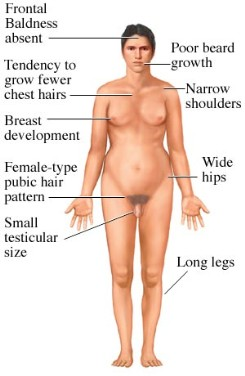 Frontal
Baldness
absent
Poor beard
growth
Tendency to
grow fewer
chest hairs
Narrow
shoulders
Breast
development
Female-type
pubic hair
pattern
Wide
hips
Small
testicular
size
Long legs